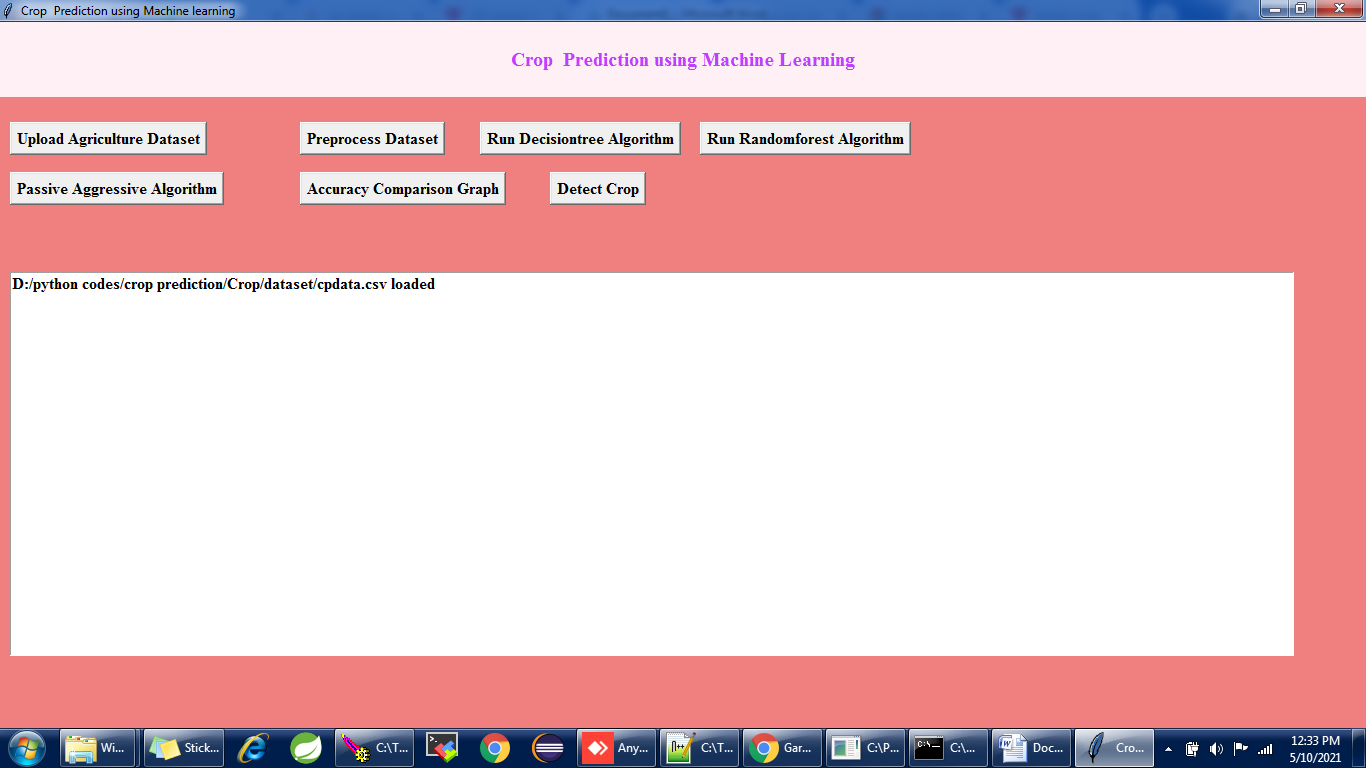 Crop  Prediction using Machine learning
Crop  Prediction using Machine Learning
Upload Agriculture Dataset Preprocess Dataset Run Decisiontree Algorithm Run Randomforest Algorithm
Passive Aggressive Algorithm Accuracy Comparison Graph Detect Crop
D:/python codes/crop prediction/Crop/dataset/cpdata.csv loaded
Wi... Stick... C:\T... Any... C:\T... Gar... C:\P... C:\... Doc... Cro... 12:33 PM
5/10/2021